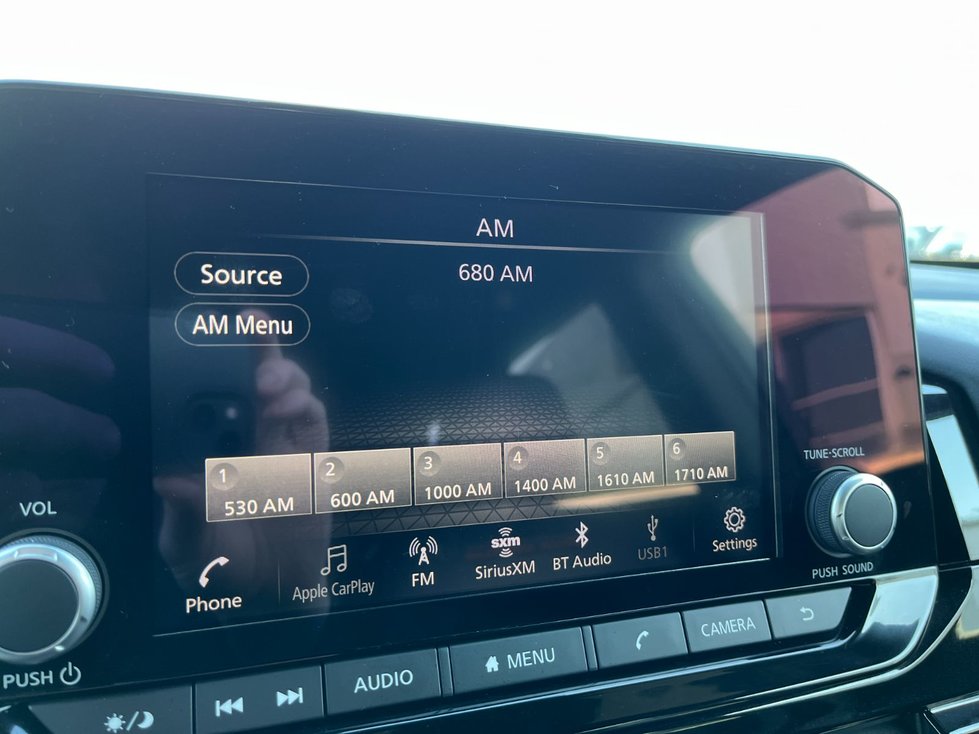 AM
Source
680 AM
AM Menu
1 530 AM
2 600 AM
3 1000 AM
4 1400 AM
5 1610 AM
6 1710 AM
TUNE·SCROLL
VOL
Phone
Apple CarPlay
FM
sxm
SiriusXM
BT Audio
USB1
Settings
PUSH SOUND
PUSH
AUDIO
MENU
CAMERA